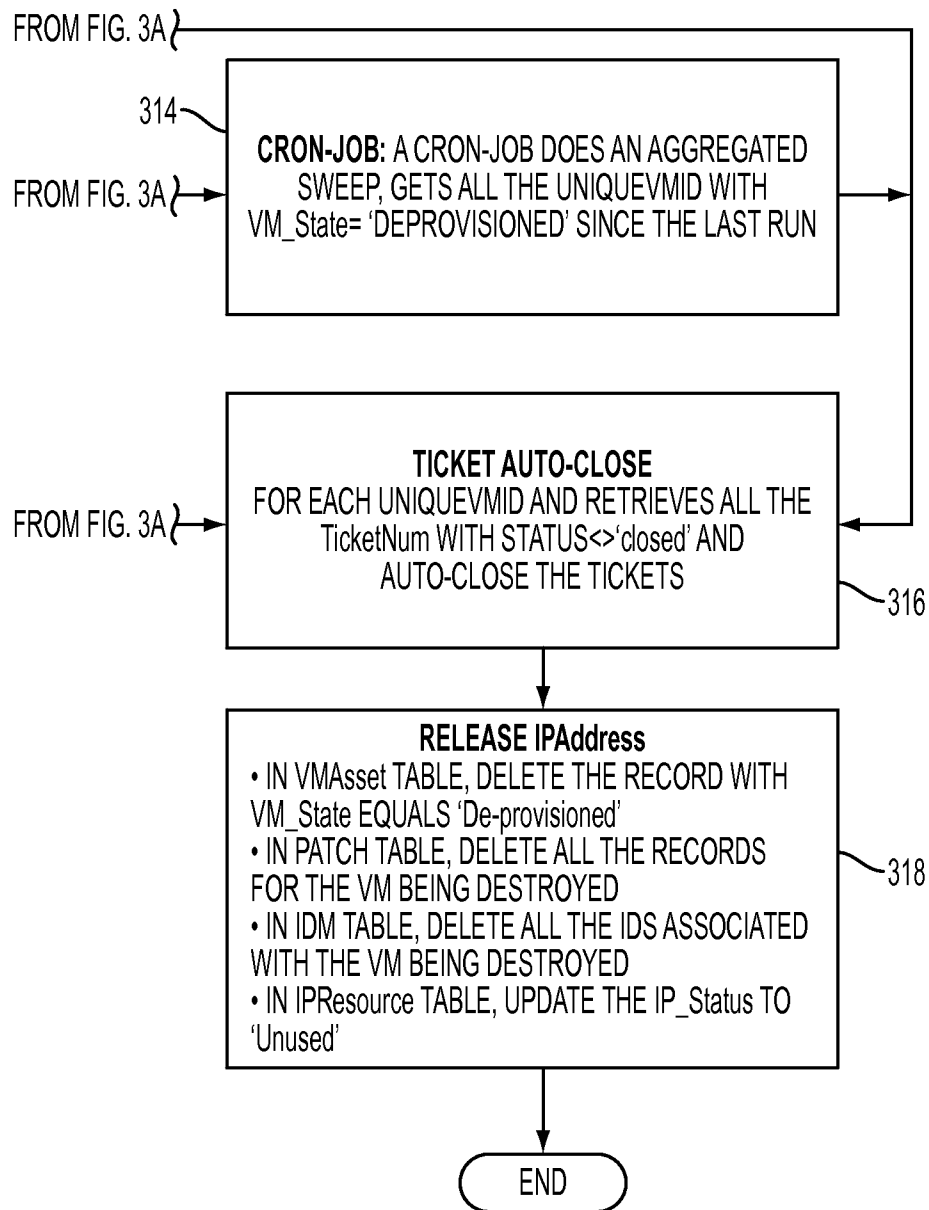 FROM FIG. 3A
314
CRON-JOB: A CRON-JOB DOES AN AGGREGATED
SWEEP, GETS ALL THE UNIQUEVMID WITH
VM_State= ‘DEPROVISIONED’ SINCE THE LAST RUN
FROM FIG. 3A
TICKET AUTO-CLOSE
FOR EACH UNIQUEVMID AND RETRIEVES ALL THE
TicketNum WITH STATUS<>‘closed’ AND
AUTO-CLOSE THE TICKETS
FROM FIG. 3A
316
RELEASE IPAddress
• IN VMAsset TABLE, DELETE THE RECORD WITH
VM_State EQUALS ‘De-provisioned’
• IN PATCH TABLE, DELETE ALL THE RECORDS
FOR THE VM BEING DESTROYED
• IN IDM TABLE, DELETE ALL THE IDS ASSOCIATED
WITH THE VM BEING DESTROYED
• IN IPResource TABLE, UPDATE THE IP_Status TO
‘Unused’
318
END